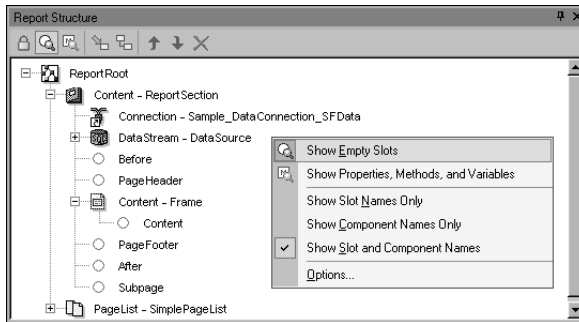 Report Structure
ReportRoot
Content - ReportSection
Connection - Sample_DataConnection_SFData
DataStream - DataSource
Before
PageHeader
Content - Frame
Content
PageFooter
After
Subpage
PageList - SimplePageList
Show Empty Slots
Show Properties, Methods, and Variables
Show Slot Names Only
Show Component Names Only
Show Slot and Component Names
Options...